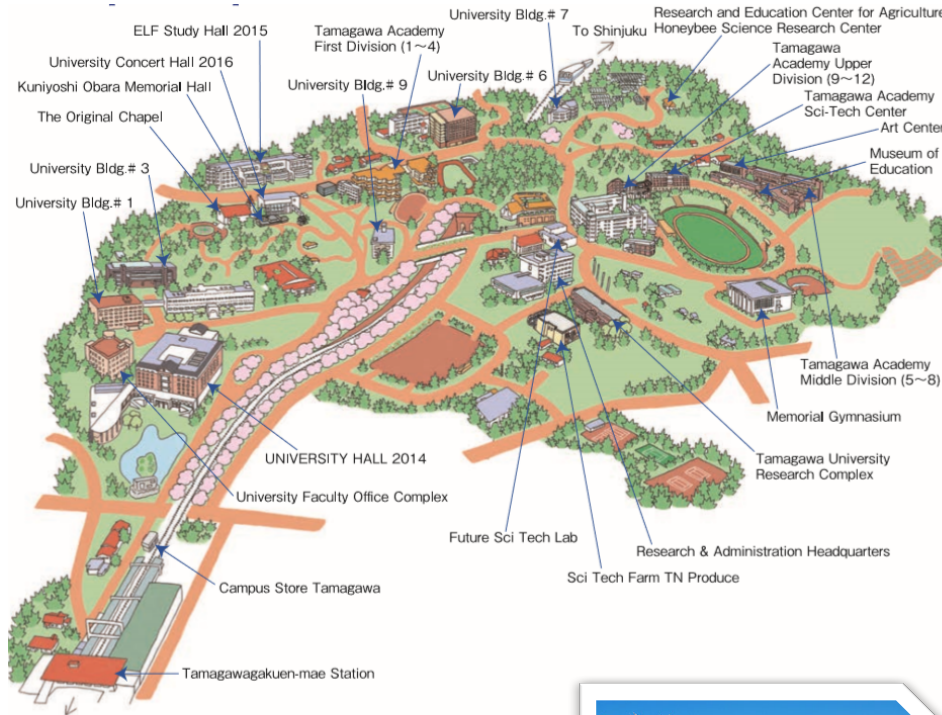 ELF Study Hall 2015
University Concert Hall 2016
Kuniyoshi Obara Memorial Hall
The Original Chapel
University Bldg.# 3
University Bldg.# 1
Tamagawa Academy
First Division (1〜4)
University Bldg.# 9
University Bldg.# 7
University Bldg.# 6
To Shinjuku
Research and Education Center for Agriculture
Honeybee Science Research Center
Tamagawa
Academy Upper
Division (9〜12)
Tamagawa Academy
Sci-Tech Center
Art Center
Museum of
Education
Tamagawa Academy
Middle Division (5〜8)
Memorial Gymnasium
Tamagawa University
Research Complex
UNIVERSITY HALL 2014
University Faculty Office Complex
Future Sci Tech Lab
Research & Administration Headquarters
Sci Tech Farm TN Produce
Campus Store Tamagawa
Tamagawagakuen-mae Station